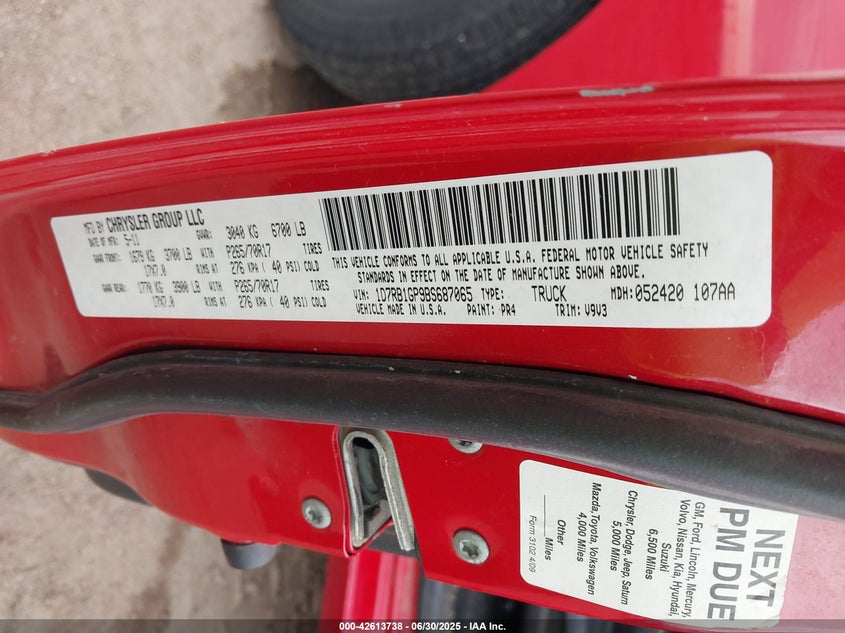 MFD BY CHRYSLER GROUP LLC
DATE OF MFR: 5-11 GVWR: 3040 KG 6700 LB
GAWR FRONT: 1679 KG 3700 LB WITH P265/70R17 TIRES
17X7.0 RIMS AT 276 KPA ( 40 PSI) COLD
GAWR REAR: 1770 KG 3900 LB WITH P265/70R17 TIRES
17X7.0 RIMS AT 276 KPA ( 40 PSI) COLD
THIS VEHICLE CONFORMS TO ALL APPLICABLE U.S.A. FEDERAL MOTOR VEHICLE SAFETY
STANDARDS IN EFFECT ON THE DATE OF MANUFACTURE SHOWN ABOVE.
VIN: 1D7RB1GP9BS687065 TYPE: TRUCK MDH:052420 107AA
VEHICLE MADE IN U.S.A. PAINT: PR4 TRIM: V9V3
NEXT
PM DUE
GM, Ford, Lincoln, Mercury,
Volvo, Nissan, Kia, Hyundai,
Suzuki
6,500 Miles
Chrysler, Dodge, Jeep, Saturn
5,000 Miles
Mazda, Toyota, Volkswagen
4,000 Miles
Other
Miles
Form 3102 4/09
000-42613738 - 06/30/2025 - IAA Inc.